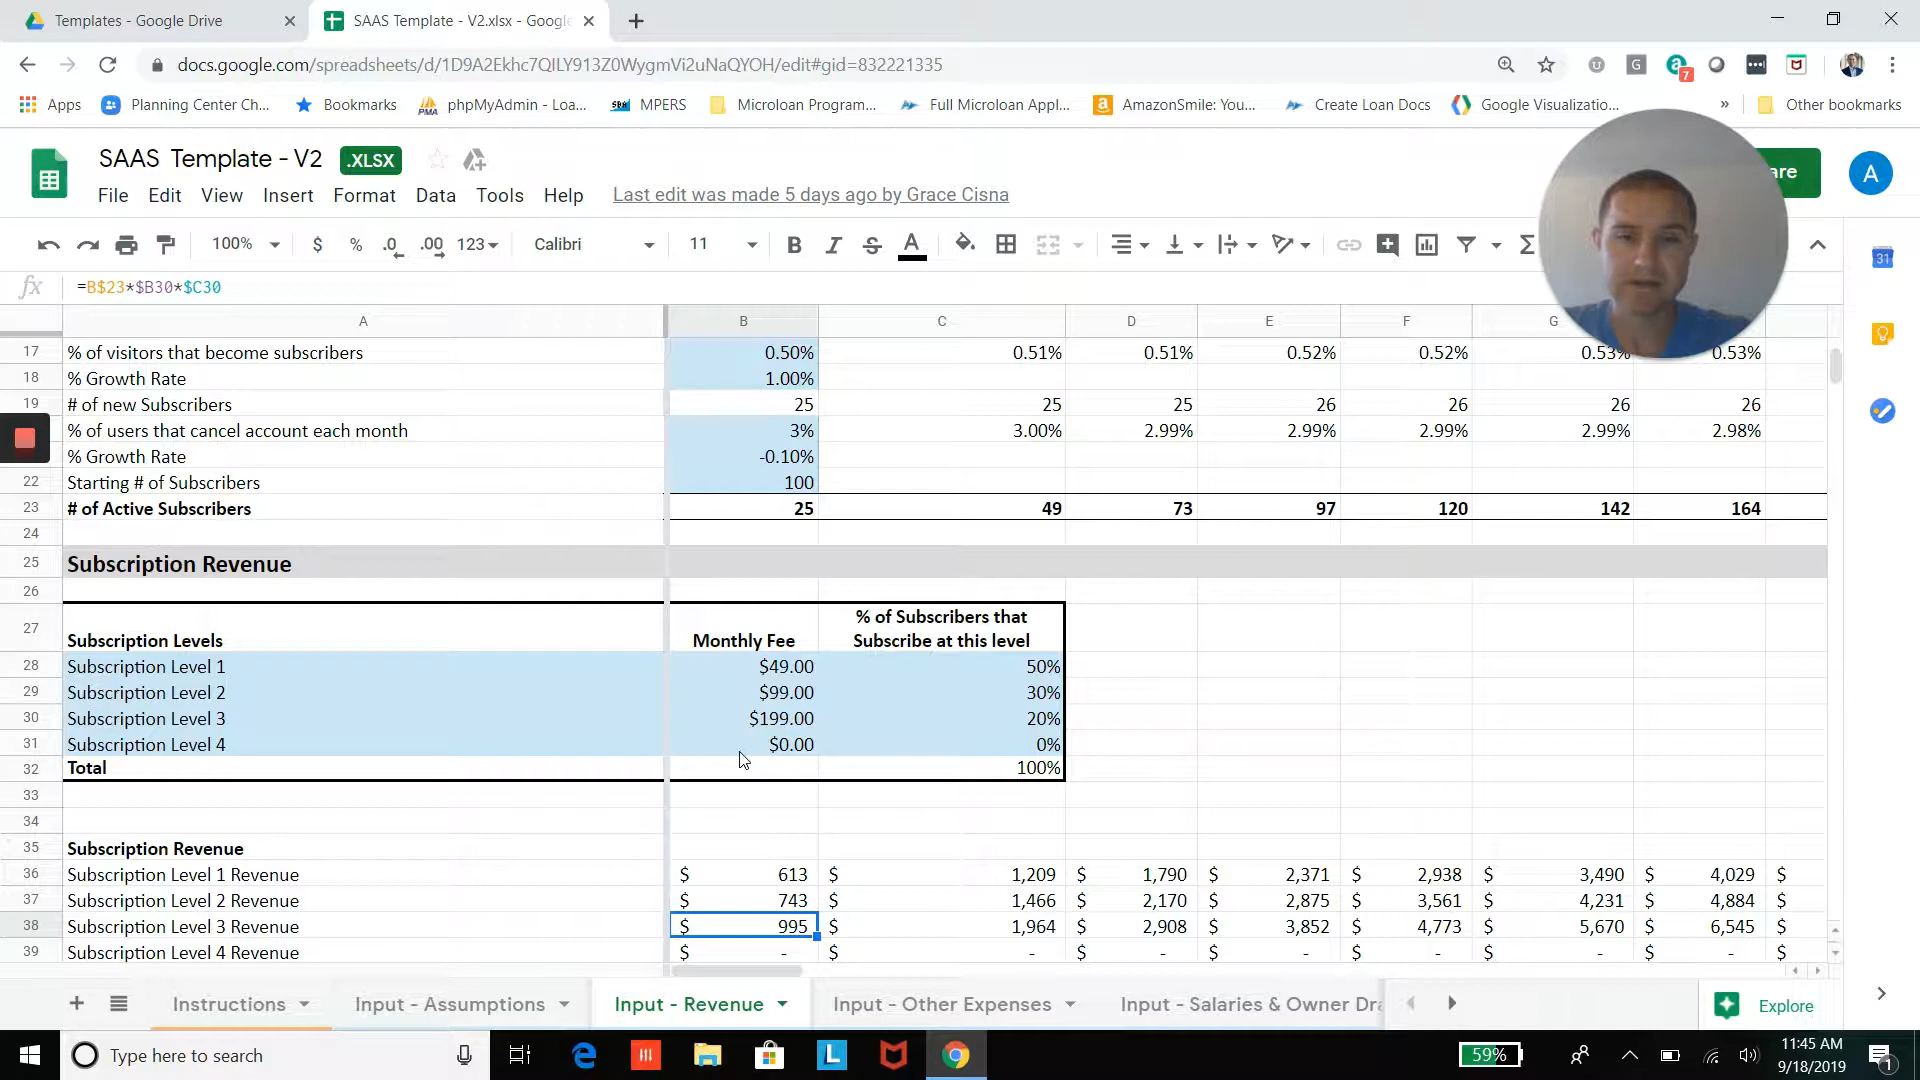 Templates - Google Drive
SAAS Template - V2.xlsx - Google
docs.google.com/spreadsheets/d/1D9A2Ekhc7QILY913Z0WygmVi2uNaQYOH/edit#gid=832221335
Apps Planning Center Ch... Bookmarks phpMyAdmin - Loa... MPERS Microloan Program... Full Microloan Appl... AmazonSmile: You... Create Loan Docs Google Visualizatio... » Other bookmarks
SAAS Template - V2 .XLSX
are
A
File Edit View Insert Format Data Tools Help Last edit was made 5 days ago by Grace Cisna
100% $ % .0 .00 123 Calibri 11 B I S A Σ
31
fx =B$23*$B30*$C30
A B C D E F G
17 % of visitors that become subscribers 0.50% 0.51% 0.51% 0.52% 0.52% 0.53% 0.53%
18 % Growth Rate 1.00%
19 # of new Subscribers 25 25 25 26 26 26 26
% of users that cancel account each month 3% 3.00% 2.99% 2.99% 2.99% 2.99% 2.98%
% Growth Rate -0.10%
22 Starting # of Subscribers 100
23 # of Active Subscribers 25 49 73 97 120 142 164
24
25 Subscription Revenue
26
27 Subscription Levels Monthly Fee % of Subscribers that Subscribe at this level
28 Subscription Level 1 $49.00 50%
29 Subscription Level 2 $99.00 30%
30 Subscription Level 3 $199.00 20%
31 Subscription Level 4 $0.00 0%
32 Total 100%
33
34
35 Subscription Revenue
36 Subscription Level 1 Revenue $ 613 $ 1,209 $ 1,790 $ 2,371 $ 2,938 $ 3,490 $ 4,029 $
37 Subscription Level 2 Revenue $ 743 $ 1,466 $ 2,170 $ 2,875 $ 3,561 $ 4,231 $ 4,884 $
38 Subscription Level 3 Revenue $ 995 $ 1,964 $ 2,908 $ 3,852 $ 4,773 $ 5,670 $ 6,545 $
39 Subscription Level 4 Revenue $ - $ - $ - $ - $ - $ - $ - $
Instructions Input - Assumptions Input - Revenue Input - Other Expenses Input - Salaries & Owner Dra Explore
Type here to search
59%
11:45 AM
9/18/2019
1